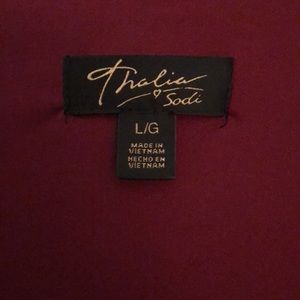 Thalia
Sodi
L/G
MADE IN
VIETNAM
HECHO EN
VIETNAM